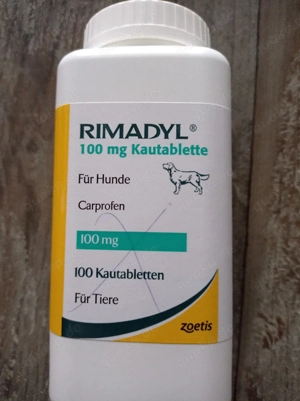 RIMADYL®
100 mg Kautablette
Für Hunde
Carprofen
100 mg
100 Kautabletten
Für Tiere
zoetis